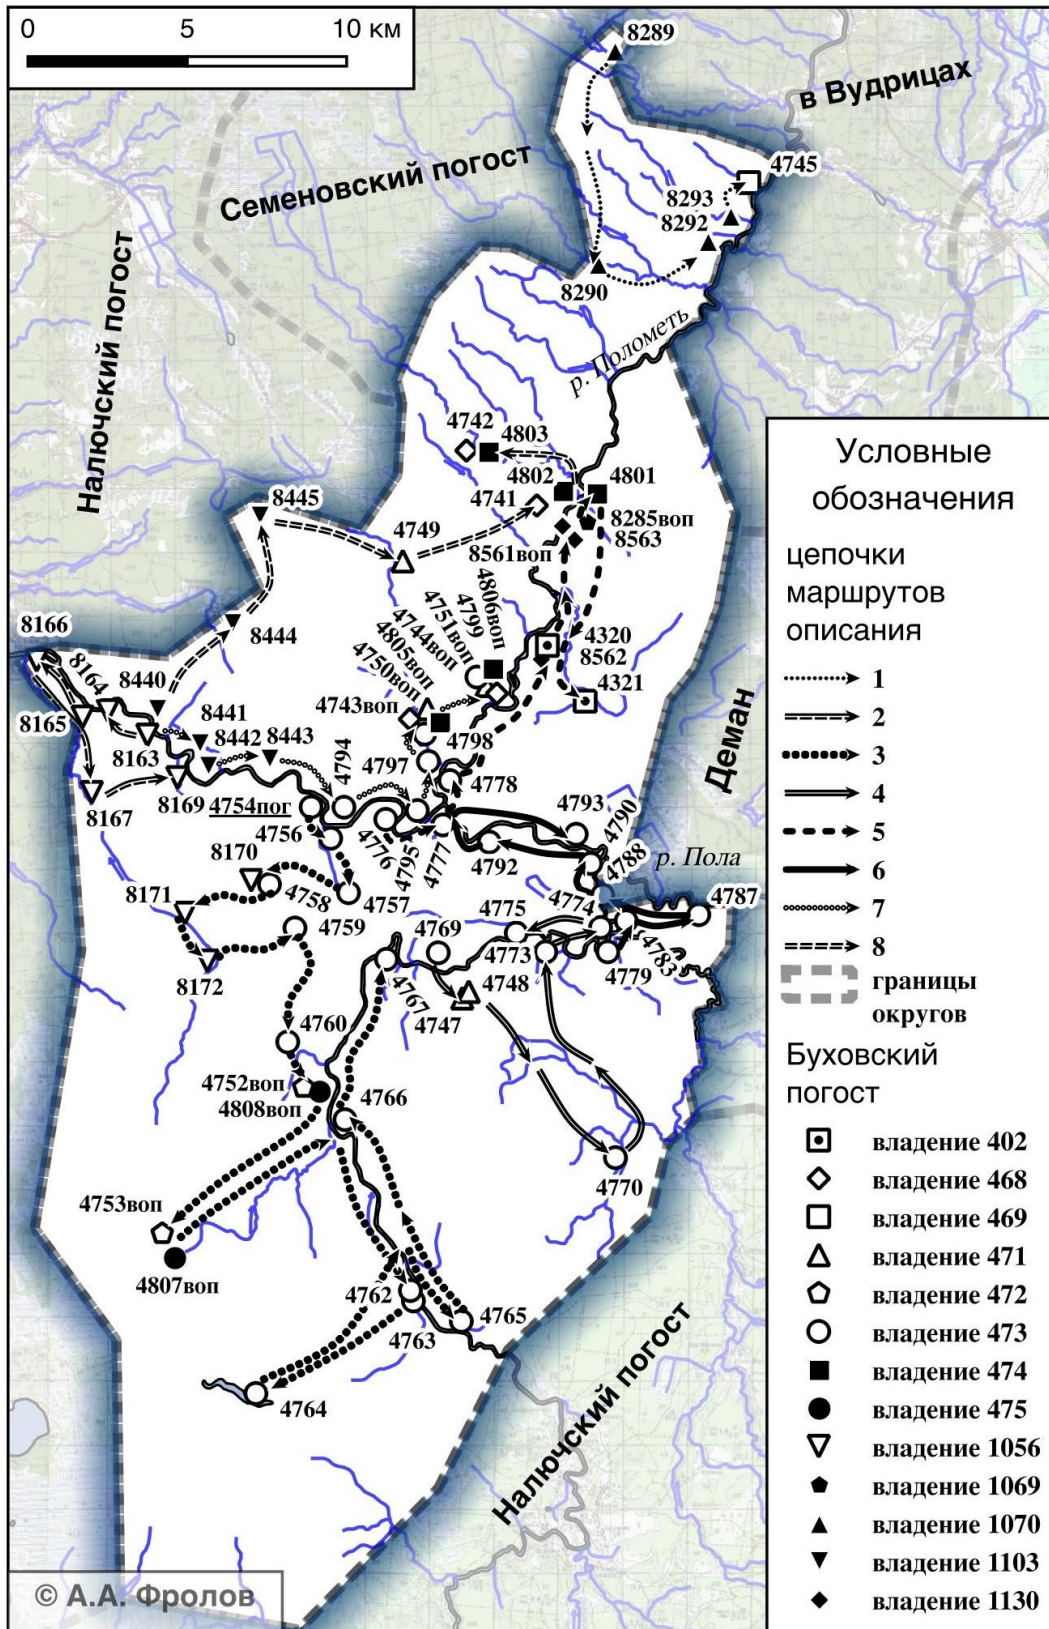 0 5 10 км
8289
в Вудрицах
Семеновский погост
4745
8293
8292
Налючский погост
8290
р. Полометь
4742
4803
4802
4801
4741
8445
4749
8285воп
8563
8561воп
4806воп
4799
4751воп
4744воп
4805воп
4750воп
4743воп
4320
8562
4321
8444
8166
8164
8440
8165
8441
8442
8443
8163
4794
4798
4797
4778
Деман
8167
8169
4754пог
4756
4776
4795
4777
4792
4793
4790
4788
р. Пола
8170
8171
4758
4757
4759
4769
4775
4774
4787
8172
4767
4773
4748
4747
4779
4783
4760
4752воп
4808воп
4766
4770
4753воп
4807воп
4762
4763
4765
4764
Налючский погост
© А.А. Фролов
Условные
обозначения
цепочки
маршрутов
описания
1
2
3
4
5
6
7
8
границы
округов
Буховский
погост
владение 402
владение 468
владение 469
владение 471
владение 472
владение 473
владение 474
владение 475
владение 1056
владение 1069
владение 1070
владение 1103
владение 1130